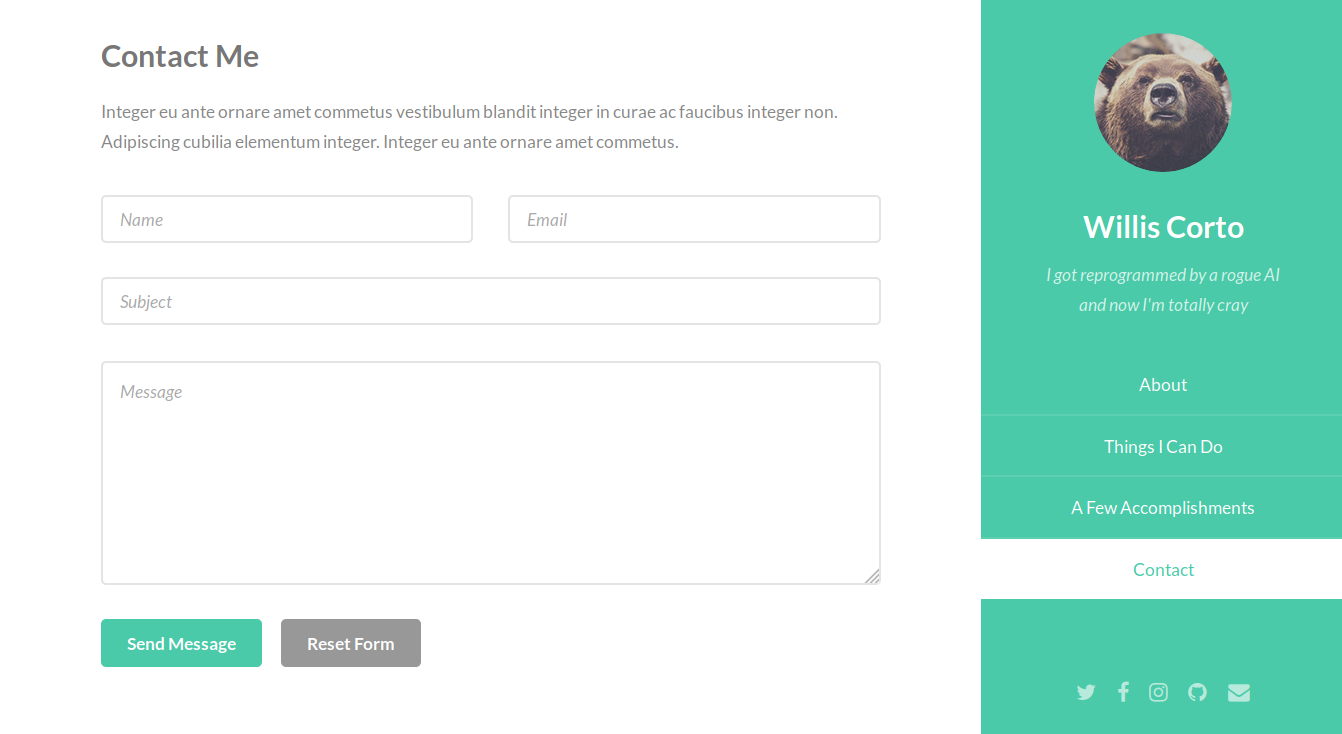 Contact Me
Integer eu ante ornare amet commetus vestibulum blandit integer in curae ac faucibus integer non.
Adipiscing cubilia elementum integer. Integer eu ante ornare amet commetus.
Name
Email
Subject
Message
Send Message
Reset Form
Willis Corto
I got reprogrammed by a rogue AI
and now I'm totally cray
About
Things I Can Do
A Few Accomplishments
Contact